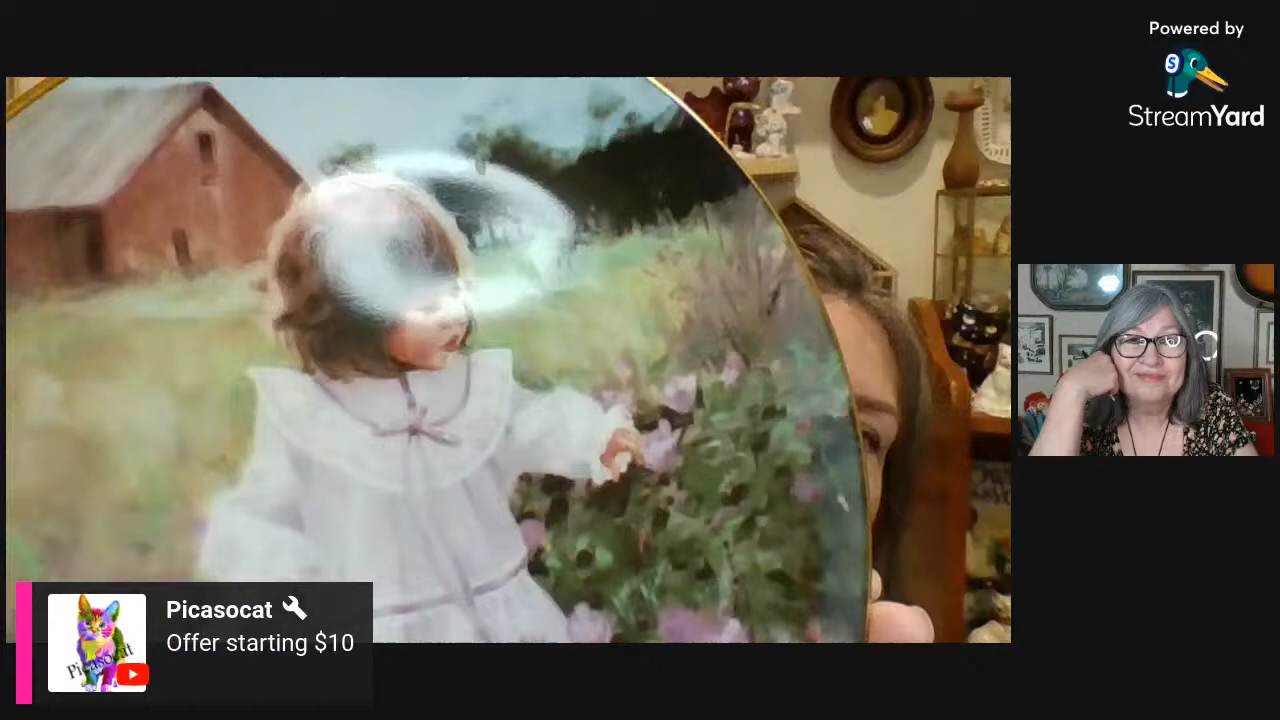 Powered by
StreamYard
Picasocat
Offer starting $10
Picasocat